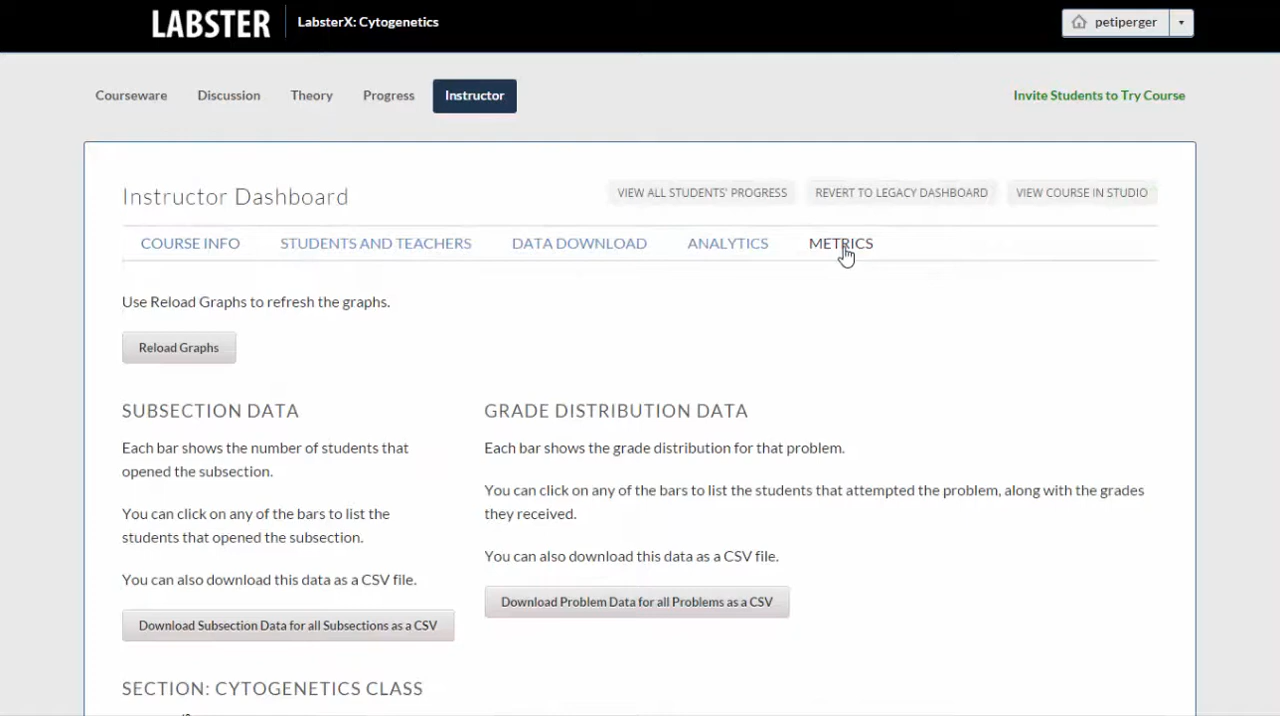 LABSTER LabsterX: Cytogenetics petiperger
Courseware Discussion Theory Progress Instructor Invite Students to Try Course
Instructor Dashboard VIEW ALL STUDENTS' PROGRESS REVERT TO LEGACY DASHBOARD VIEW COURSE IN STUDIO
COURSE INFO STUDENTS AND TEACHERS DATA DOWNLOAD ANALYTICS METRICS
Use Reload Graphs to refresh the graphs.
Reload Graphs
SUBSECTION DATA
Each bar shows the number of students that
opened the subsection.
You can click on any of the bars to list the
students that opened the subsection.
You can also download this data as a CSV file.
Download Subsection Data for all Subsections as a CSV
GRADE DISTRIBUTION DATA
Each bar shows the grade distribution for that problem.
You can click on any of the bars to list the students that attempted the problem, along with the grades
they received.
You can also download this data as a CSV file.
Download Problem Data for all Problems as a CSV
SECTION: CYTOGENETICS CLASS